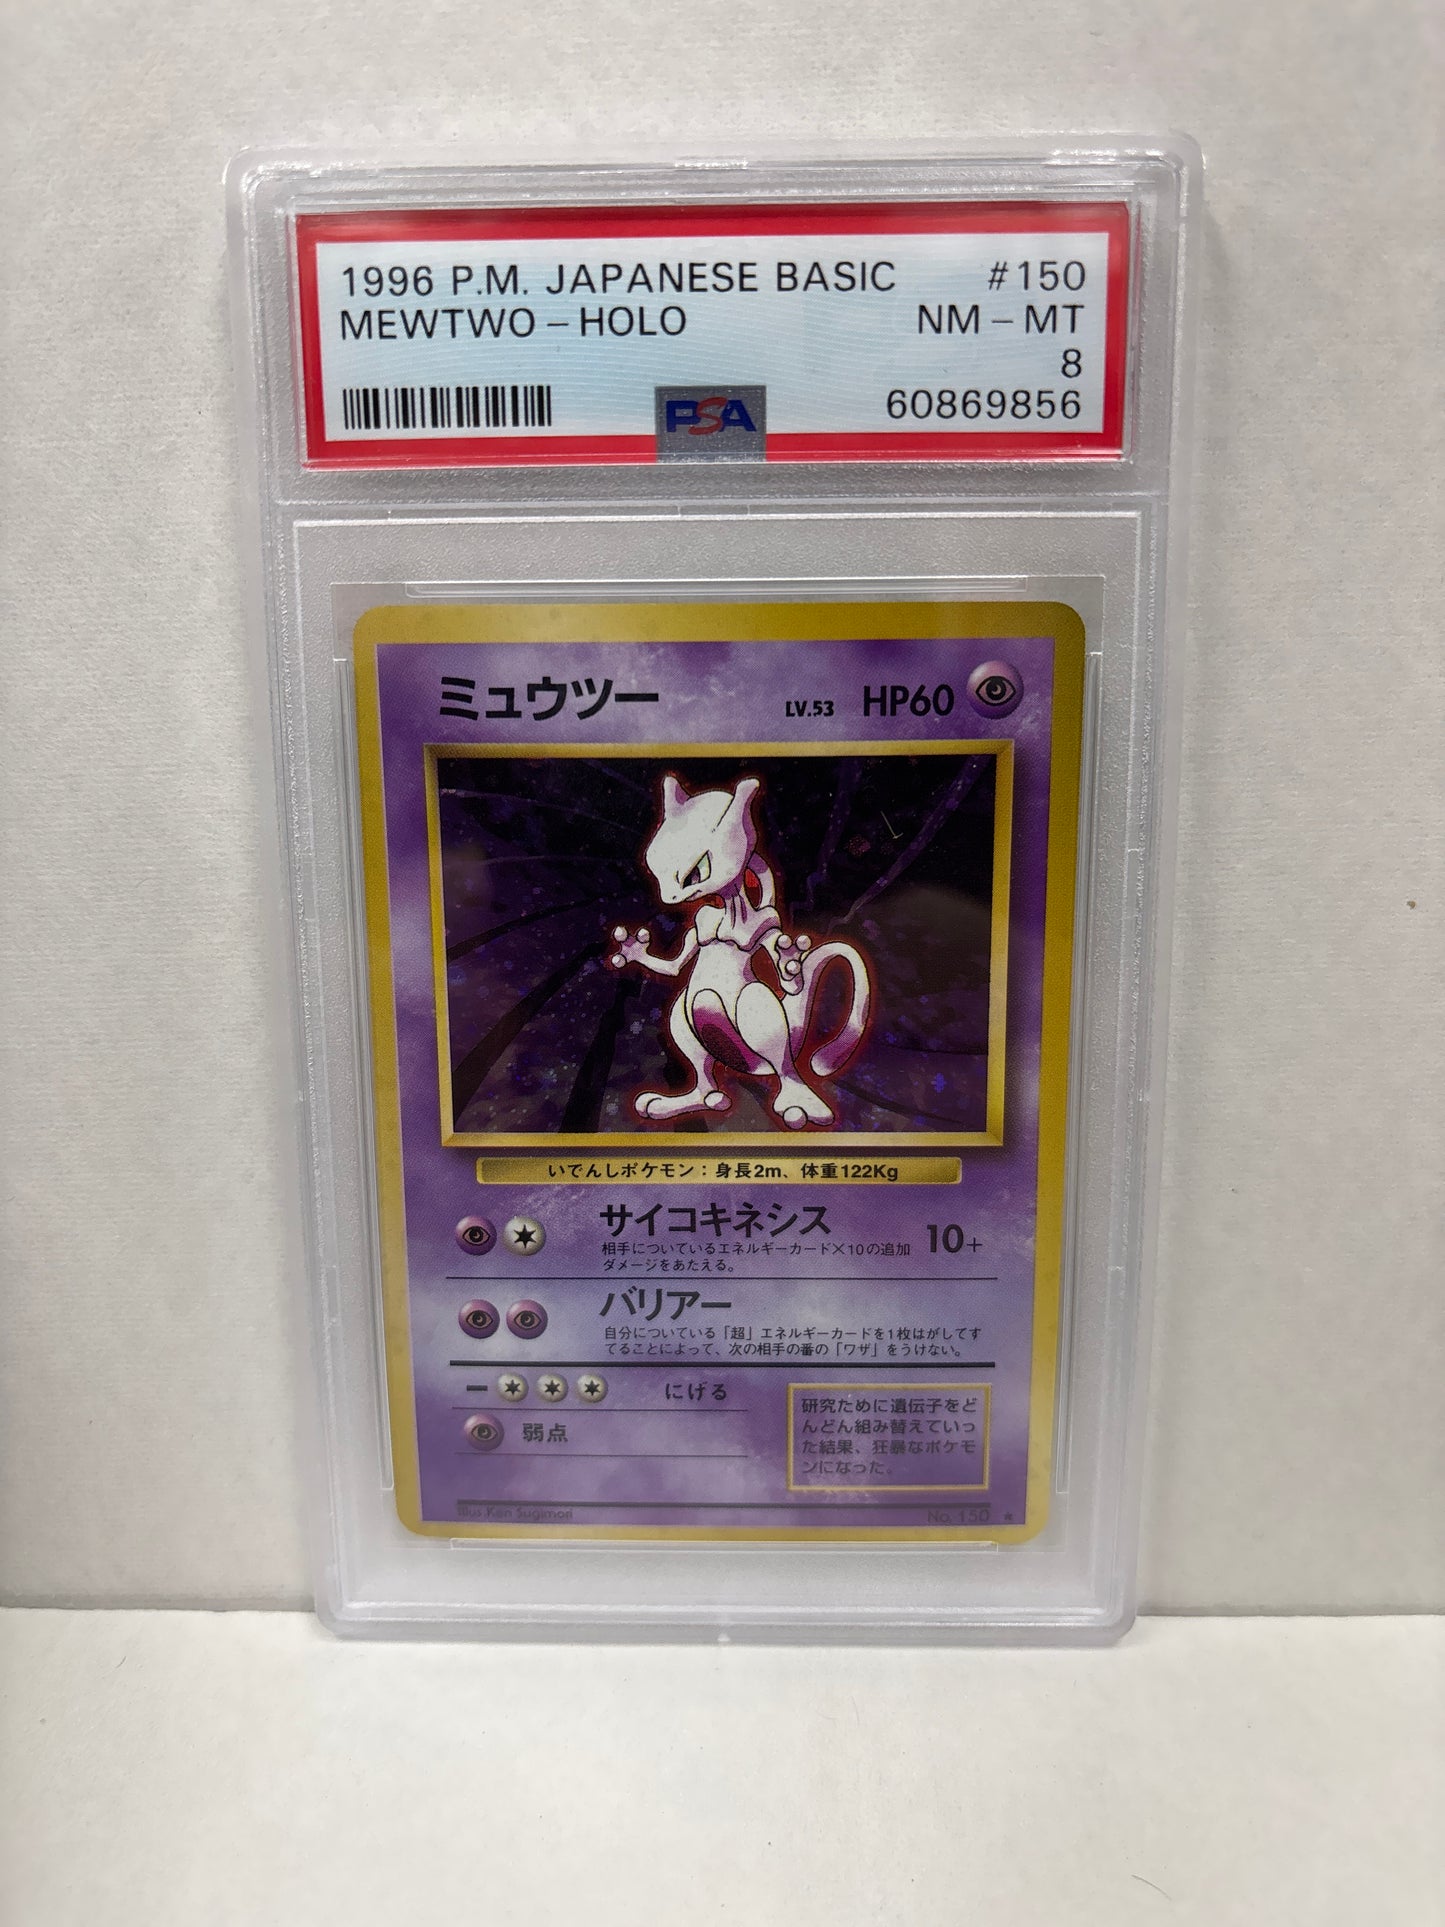 1996 P.M. JAPANESE BASIC #150
MEWTWO-HOLO NM-MT
8
PSA 60869856
ミュウツー LV.53 HP60
いでんしポケモン:身長2m、体重122Kg
サイコキネシス 10+
相手についているエネルギーカード×10の追加
ダメージをあたえる。
バリアー
自分についている「超」エネルギーカードを1枚はがしてす
てることによって、次の相手の番の「ワザ」をうけない。
ー にげる
弱点
研究ために遺伝子をど
んどん組み替えていっ
た結果、狂暴なポケモ
ンになった。
Illus. Ken Sugimori No. 150 ★